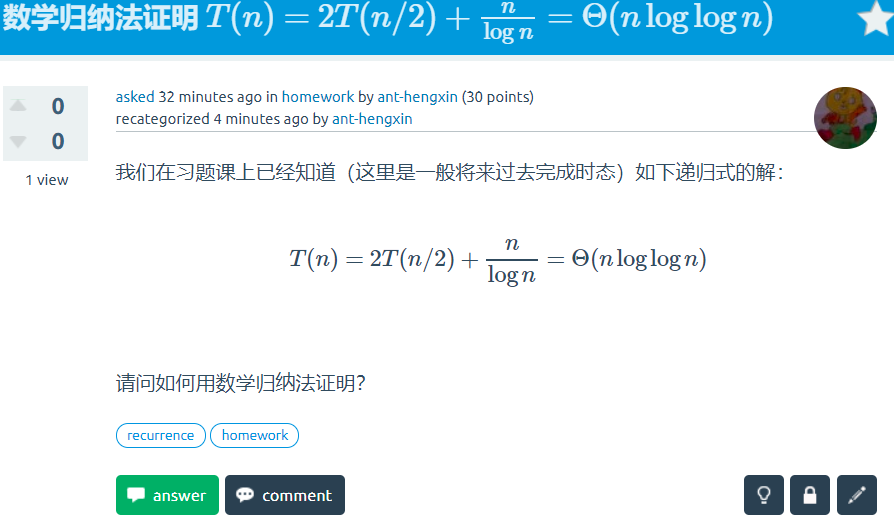 数学归纳法证明 T(n) = 2T(n/2) + n/log n = Θ(n log log n)
0
0
1 view
asked 32 minutes ago in homework by ant-hengxin (30 points)
recategorized 4 minutes ago by ant-hengxin
我们在习题课上已经知道（这里是一般将来过去完成时态）如下递归式的解：
T(n) = 2T(n/2) + n/log n = Θ(n log log n)
请问如何用数学归纳法证明？
recurrence homework
answer comment